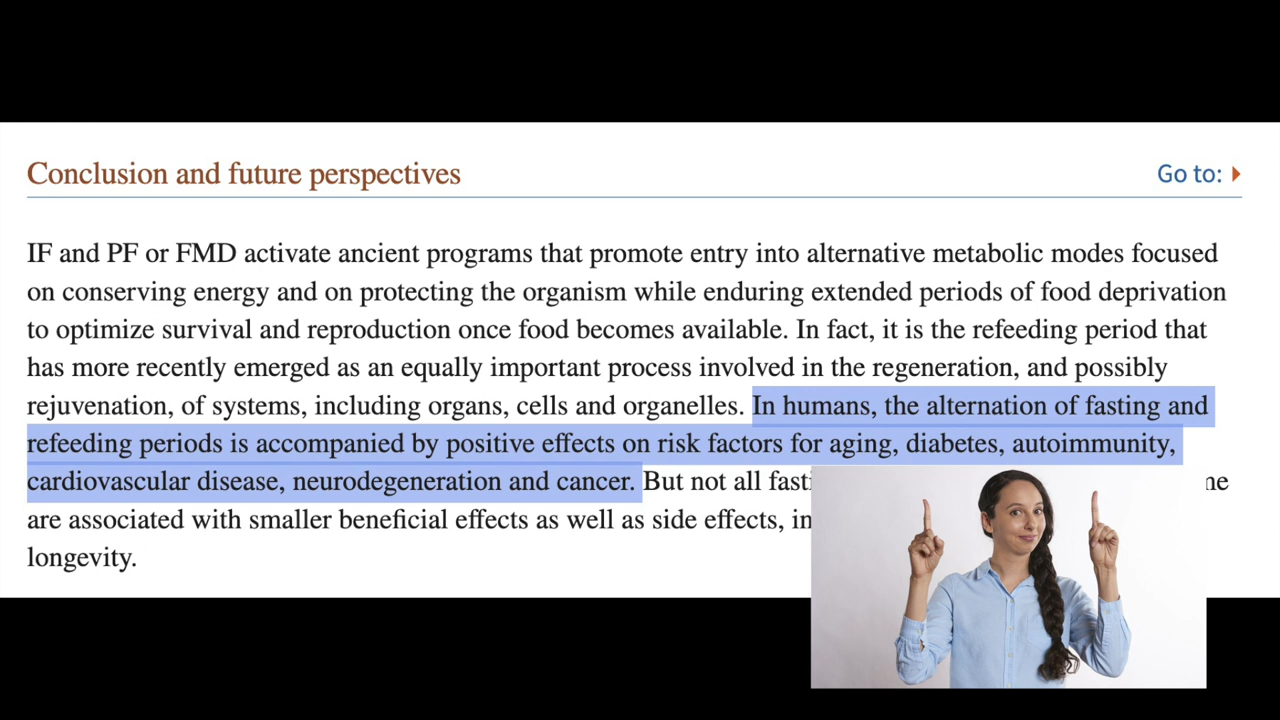 Conclusion and future perspectives
Go to:
IF and PF or FMD activate ancient programs that promote entry into alternative metabolic modes focused
on conserving energy and on protecting the organism while enduring extended periods of food deprivation
to optimize survival and reproduction once food becomes available. In fact, it is the refeeding period that
has more recently emerged as an equally important process involved in the regeneration, and possibly
rejuvenation, of systems, including organs, cells and organelles. In humans, the alternation of fasting and
refeeding periods is accompanied by positive effects on risk factors for aging, diabetes, autoimmunity,
cardiovascular disease, neurodegeneration and cancer. But not all
are associated with smaller beneficial effects as well as side effects,
longevity.